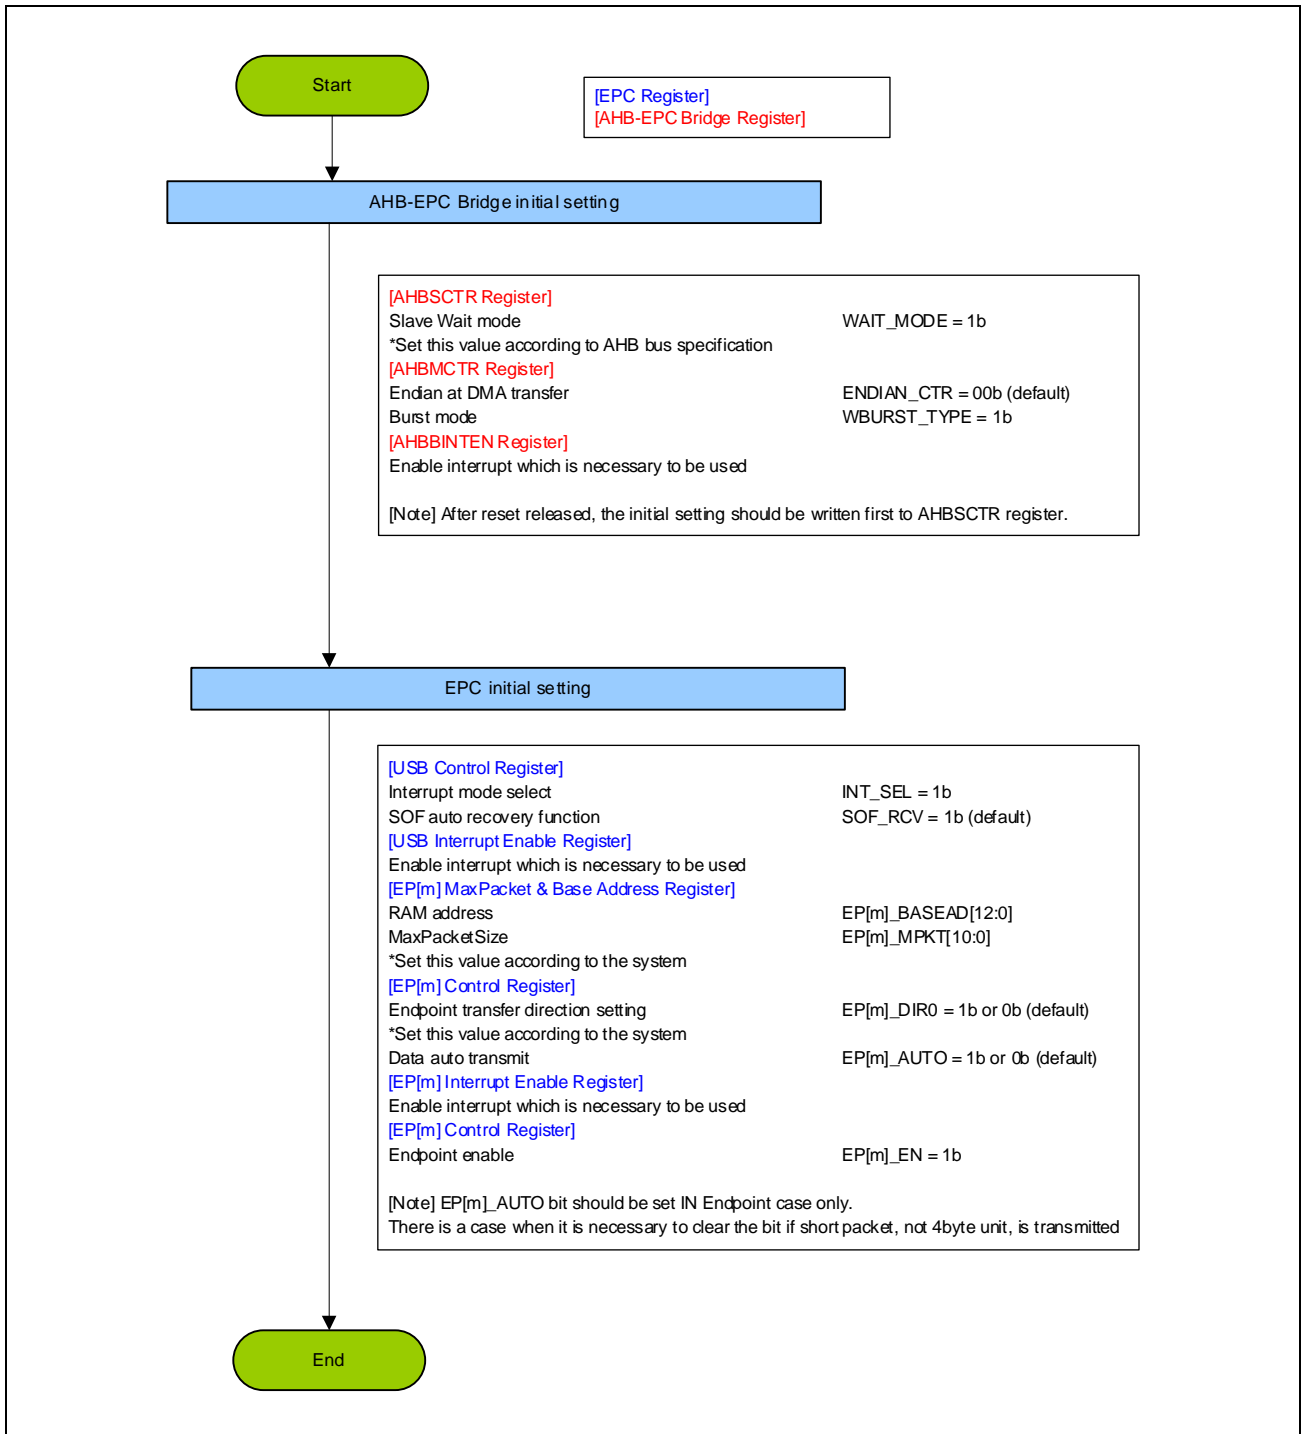 Start
[EPC Register]
[AHB-EPC Bridge Register]
AHB-EPC Bridge initial setting
[AHBSCTR Register]
Slave Wait mode WAIT_MODE = 1b
*Set this value according to AHB bus specification
[AHBMCTR Register]
Endian at DMA transfer ENDIAN_CTR = 00b (default)
Burst mode WBURST_TYPE = 1b
[AHBBINTEN Register]
Enable interrupt which is necessary to be used
[Note] After reset released, the initial setting should be written first to AHBSCTR register.
EPC initial setting
[USB Control Register]
Interrupt mode select INT_SEL = 1b
SOF auto recovery function SOF_RCV = 1b (default)
[USB Interrupt Enable Register]
Enable interrupt which is necessary to be used
[EP[m] MaxPacket & Base Address Register]
RAM address EP[m]_BASEAD[12:0]
MaxPacketSize EP[m]_MPKT[10:0]
*Set this value according to the system
[EP[m] Control Register]
Endpoint transfer direction setting EP[m]_DIR0 = 1b or 0b (default)
*Set this value according to the system
Data auto transmit EP[m]_AUTO = 1b or 0b (default)
[EP[m] Interrupt Enable Register]
Enable interrupt which is necessary to be used
[EP[m] Control Register]
Endpoint enable EP[m]_EN = 1b
[Note] EP[m]_AUTO bit should be set IN Endpoint case only.
There is a case when it is necessary to clear the bit if short packet, not 4byte unit, is transmitted
End